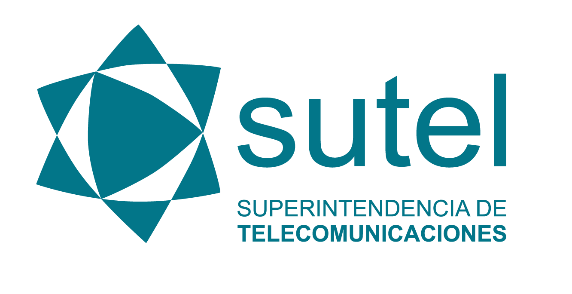 sutel
SUPERINTENDENCIA DE
TELECOMUNICACIONES